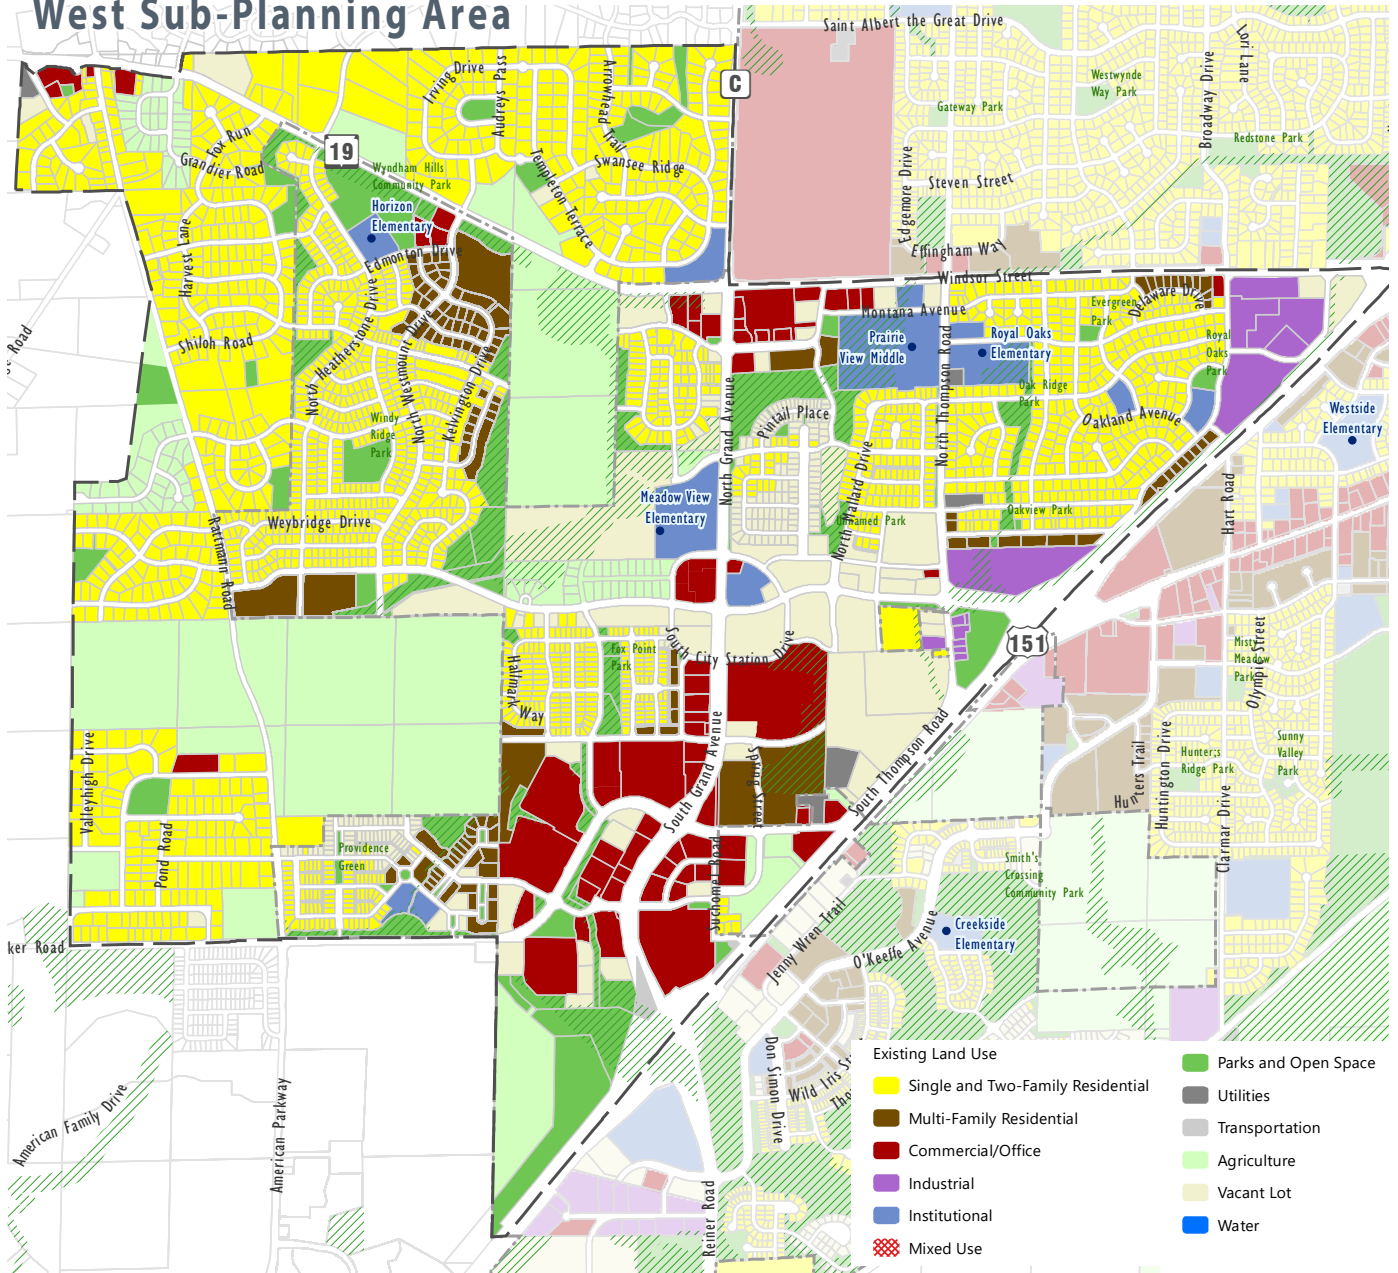 West Sub-Planning Area
Saint Albert the Great Drive
Lori Lane
Broadway Drive
Westwynde
Way Park
Gateway Park
Redstone Park
C
Irving Drive
Audreys Pass
Arrowhead
Trail
Swansee Ridge
Templeton Terrace
Fox Run
Grandier Road
19
Wyndham Hills
Community Park
Horizon
Elementary
Edmonton Drive
Edgemore Drive
Steven Street
Effingham Way
Windsor Street
Harvest Lane
Shiloh Road
North Heatherstone Drive
North Westmount Drive
Kelvington Drive
Windy
Ridge
Park
Montana Avenue
Prairie
View Middle
Royal Oaks
Elementary
Evergreen
Park
Delaware Drive
Royal
Oaks
Park
Oak Ridge
Park
Oakland Avenue
North Thompson Road
North Grand Avenue
Pintail Place
North Mallard Drive
Westside
Elementary
Hart Road
Meadow View
Elementary
Unnamed Park
Oakview Park
Weybridge Drive
Rattmann Road
151
South City Station Drive
Fox Point
Park
Hallmark
Way
Misty
Meadow
Park
Olympic Street
South Grand Avenue
Spring Street
South Thompson Road
Hunters
Ridge Park
Sunny
Valley
Park
Hunters Trail
Huntington Drive
Clarmar Drive
Valleyhigh Drive
Pond Road
Providence
Green
Suchomel Road
Smith's
Crossing
Community Park
Creekside
Elementary
O'Keeffe Avenue
Jenny Wren Trail
ker Road
American Family Drive
American Parkway
Don Simon Drive
Wild Iris
Reiner Road
Existing Land Use
Single and Two-Family Residential
Multi-Family Residential
Commercial/Office
Industrial
Institutional
Mixed Use
Parks and Open Space
Utilities
Transportation
Agriculture
Vacant Lot
Water